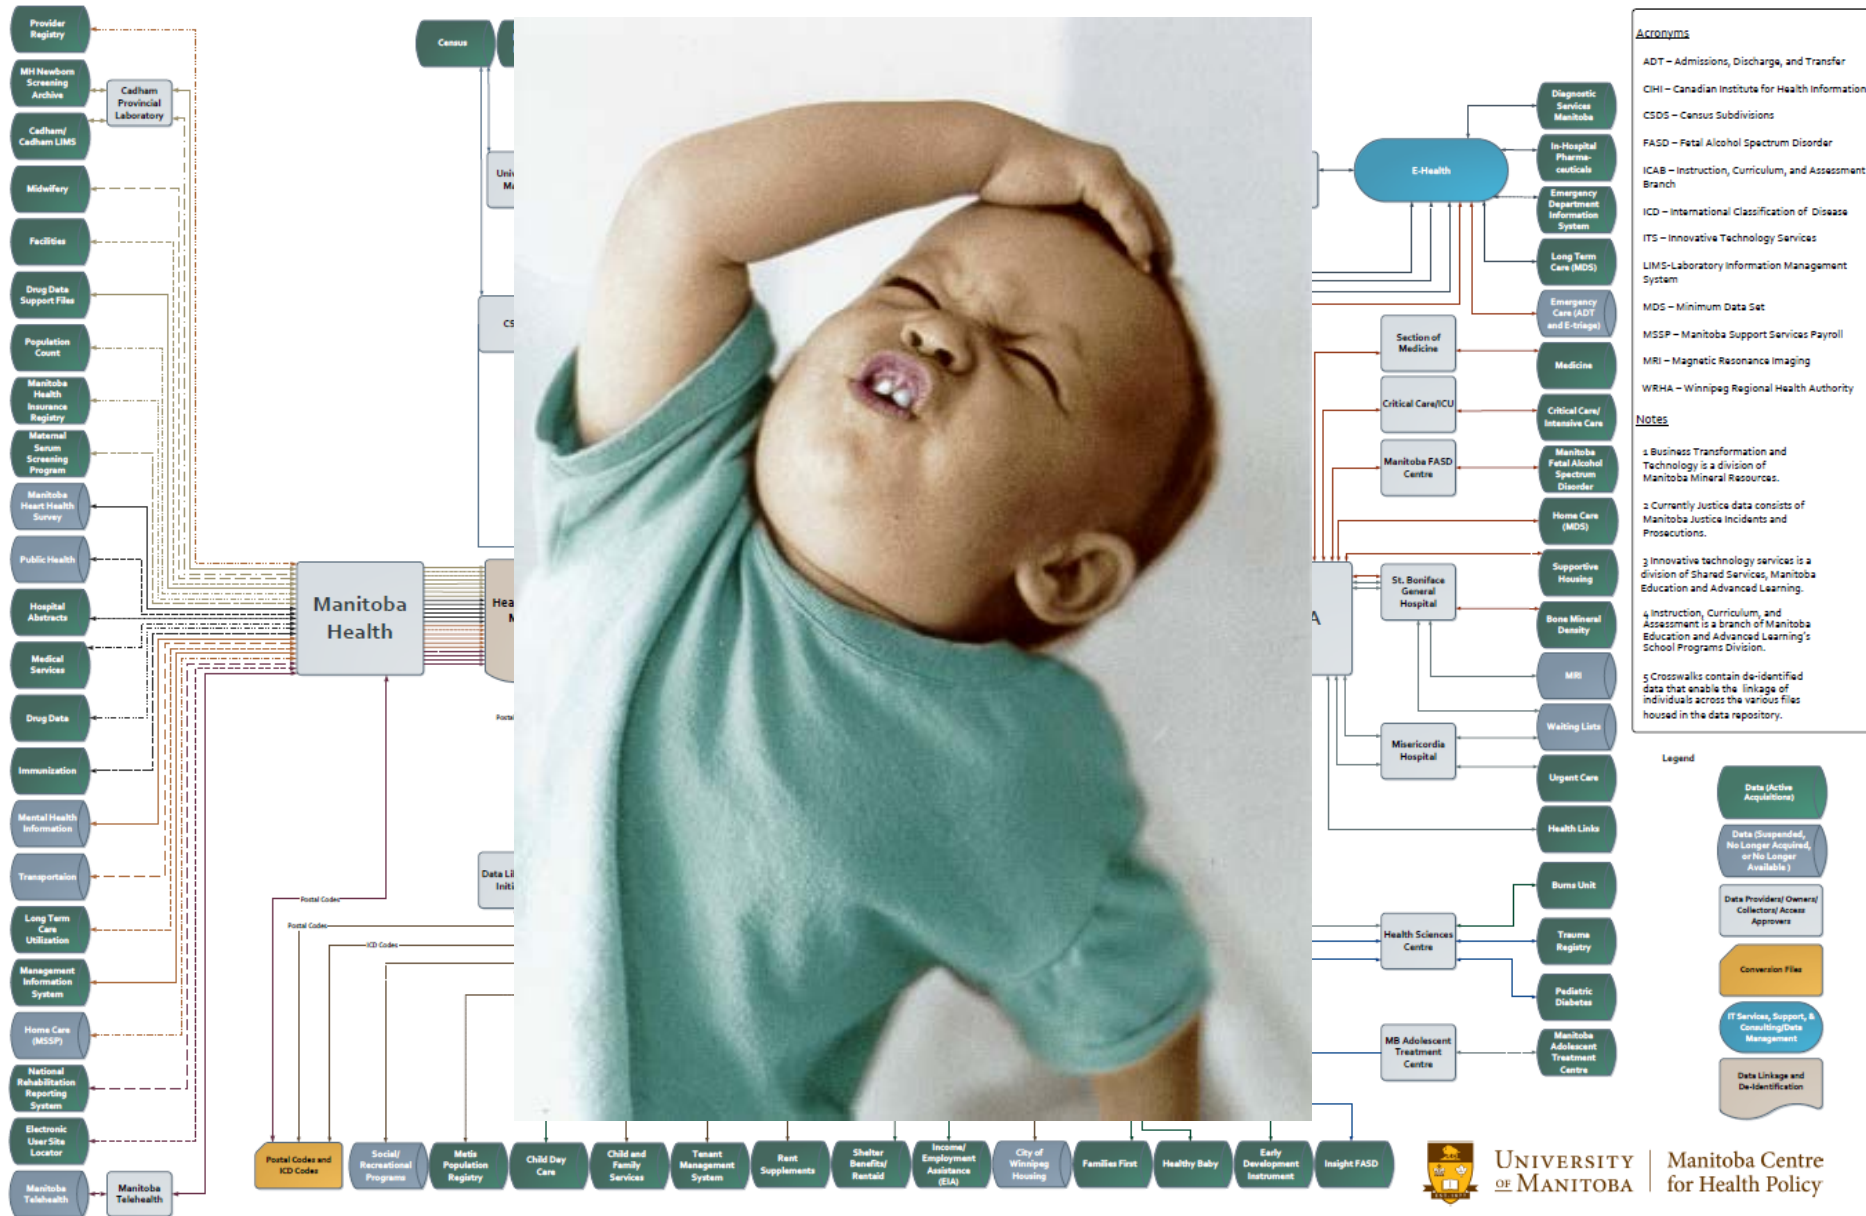 Provider
Registry
MH Newborn
Screening
Archive
Cadham
Provincial
Laboratory
Cadham/
Cadham LIMS
Midwifery
Facilities
Drug Data
Support Files
Population
Count
Manitoba
Health
Insurance
Registry
Maternal
Serum
Screening
Program
Manitoba
Heart Health
Survey
Public Health
Hospital
Abstracts
Medical
Services
Drug Data
Immunization
Mental Health
Information
Transportaion
Long Term
Care
Utilization
Management
Information
System
Home Care
(MSSP)
National
Rehabilitation
Reporting
System
Electronic
User Site
Locator
Manitoba
Telehealth
Manitoba
Telehealth
Manitoba
Health
Census
Postal Codes
Postal Codes
ICD Codes
Postal Codes and
ICD Codes
Social/
Recreational
Programs
Metis
Population
Registry
Child Day
Care
Child and
Family
Services
Tenant
Management
System
Rent
Supplements
Shelter
Benefits/
Rentaid
Income/
Employment
Assistance
(EIA)
City of
Winnipeg
Housing
Families First
Healthy Baby
Early
Development
Instrument
Insight FASD
E-Health
Diagnostic
Services
Manitoba
In-Hospital
Pharma-
ceuticals
Emergency
Department
Information
System
Long Term
Care (MDS)
Emergency
Care (ADT
and E-triage)
Section of
Medicine
Medicine
Critical Care/ICU
Critical Care/
Intensive Care
Manitoba FASD
Centre
Manitoba
Fetal Alcohol
Spectrum
Disorder
Home Care
(MDS)
Supportive
Housing
St. Boniface
General
Hospital
Bone Mineral
Density
MRI
Waiting Lists
Misericordia
Hospital
Urgent Care
Health Links
Burns Unit
Health Sciences
Centre
Trauma
Registry
Pediatric
Diabetes
MB Adolescent
Treatment
Centre
Manitoba
Adolescent
Treatment
Centre
Acronyms
ADT – Admissions, Discharge, and Transfer
CIHI – Canadian Institute for Health Information
CSDS – Census Subdivisions
FASD – Fetal Alcohol Spectrum Disorder
ICAB – Instruction, Curriculum, and Assessment
Branch
ICD – International Classification of Disease
ITS – Innovative Technology Services
LIMS-Laboratory Information Management
System
MDS – Minimum Data Set
MSSP – Manitoba Support Services Payroll
MRI – Magnetic Resonance Imaging
WRHA – Winnipeg Regional Health Authority
Notes
1 Business Transformation and
Technology is a division of
Manitoba Mineral Resources.
2 Currently Justice data consists of
Manitoba Justice Incidents and
Prosecutions.
3 Innovative technology services is a
division of Shared Services, Manitoba
Education and Advanced Learning.
4 Instruction, Curriculum, and
Assessment is a branch of Manitoba
Education and Advanced Learning's
School Programs Division.
5 Crosswalks contain de-identified
data that enable the linkage of
individuals across the various files
housed in the data repository.
Legend
Data (Active
Acquisitions)
Data (Suspended,
No Longer Acquired,
or No Longer
Available )
Data Providers/ Owners/
Collectors/ Access
Approvers
Conversion Files
IT Services, Support, &
Consulting/Data
Management
Data Linkage and
De-Identification
UNIVERSITY
OF MANITOBA
Manitoba Centre
for Health Policy